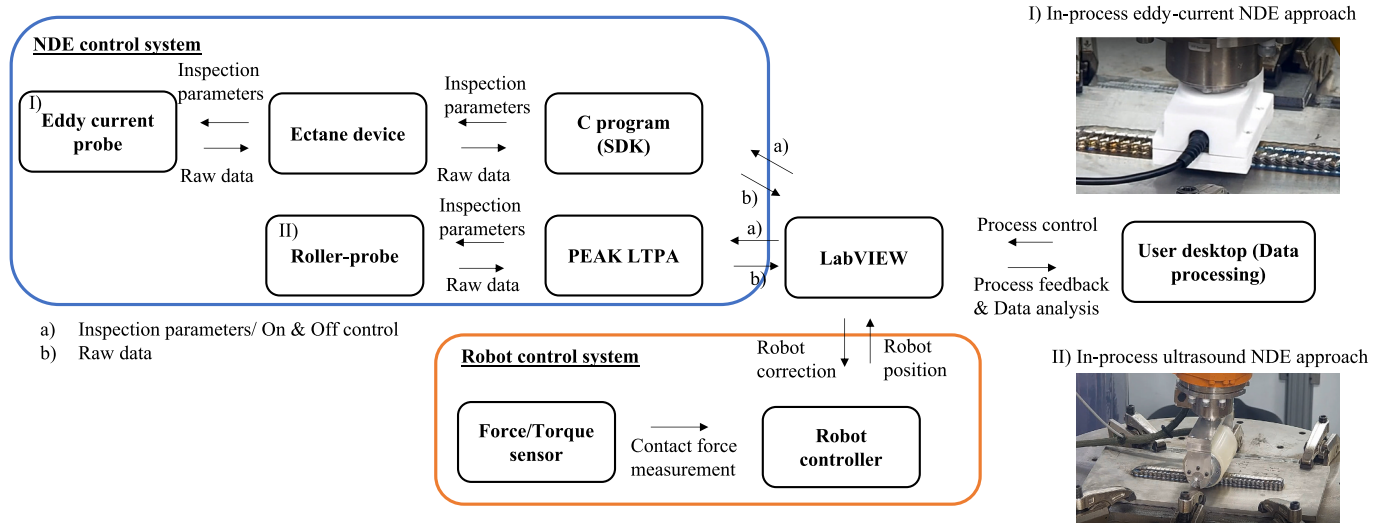 I) In-process eddy-current NDE approach
NDE control system
Inspection
parameters
Inspection
parameters
I)
Eddy current
probe
Ectane device
C program
(SDK)
Raw data
Raw data
a)
b)
Inspection
parameters
II)
Roller-probe
PEAK LTPA
Raw data
a)
b)
LabVIEW
Process control
Process feedback
& Data analysis
User desktop (Data
processing)
a) Inspection parameters/ On & Off control
b) Raw data
Robot control system
Robot
correction
Robot
position
Force/Torque
sensor
Contact force
measurement
Robot
controller
II) In-process ultrasound NDE approach